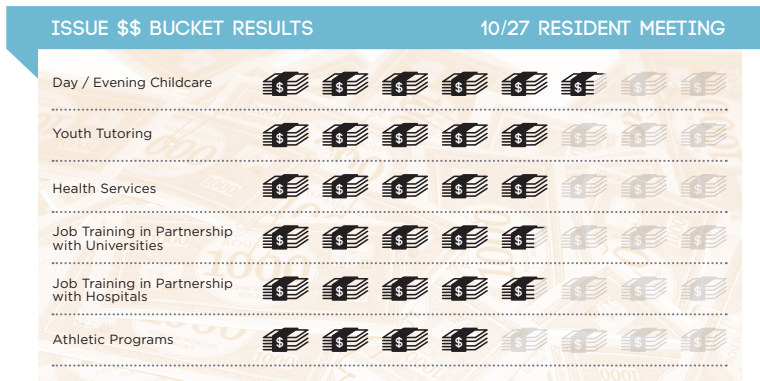 ISSUE $$ BUCKET RESULTS
10/27 RESIDENT MEETING
Day / Evening Childcare
Youth Tutoring
Health Services
Job Training in Partnership
with Universities
Job Training in Partnership
with Hospitals
Athletic Programs